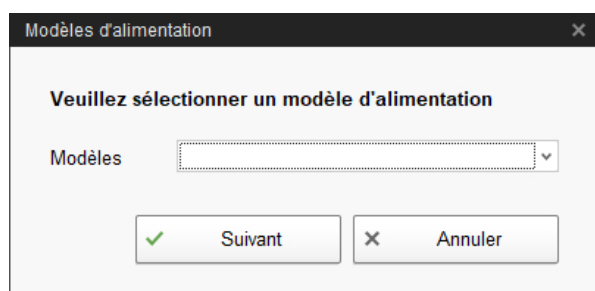 Modèles d'alimentation
Veuillez sélectionner un modèle d'alimentation
Modèles
Suivant
Annuler